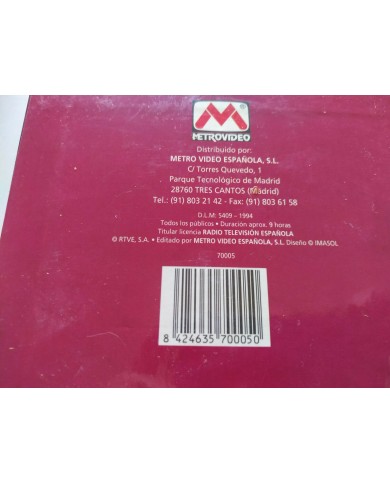 METROVIDEO
Distribuido por:
METRO VIDEO ESPAÑOLA, S.L.
C/ Torres Quevedo, 1
Parque Tecnológico de Madrid
28760 TRES CANTOS (Madrid)
Tel.: (91) 803 21 42 - Fax: (91) 803 61 58
D.L.M: 5409 – 1994
Todos los públicos • Duración aprox. 9 horas
Titular licencia RADIO TELEVISIÓN ESPAÑOLA
© RTVE, S.A. • Editado por METRO VIDEO ESPAÑOLA, S.L. Diseño © IMASOL
70005
8 424635 700050